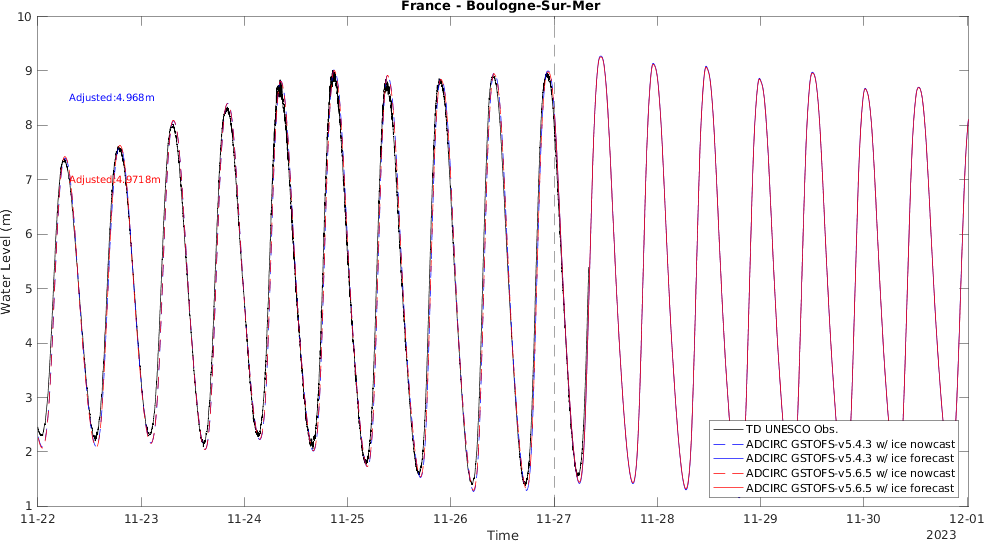 France - Boulogne-Sur-Mer
10
9
8
7
6
5
4
3
2
1
Water Level (m)
Adjusted:4.968m
Adjusted:4.9718m
TD UNESCO Obs.
ADCIRC GSTOFS-v5.4.3 w/ ice nowcast
ADCIRC GSTOFS-v5.4.3 w/ ice forecast
ADCIRC GSTOFS-v5.6.5 w/ ice nowcast
ADCIRC GSTOFS-v5.6.5 w/ ice forecast
11-22 11-23 11-24 11-25 11-26 11-27 11-28 11-29 11-30 12-01
Time
2023